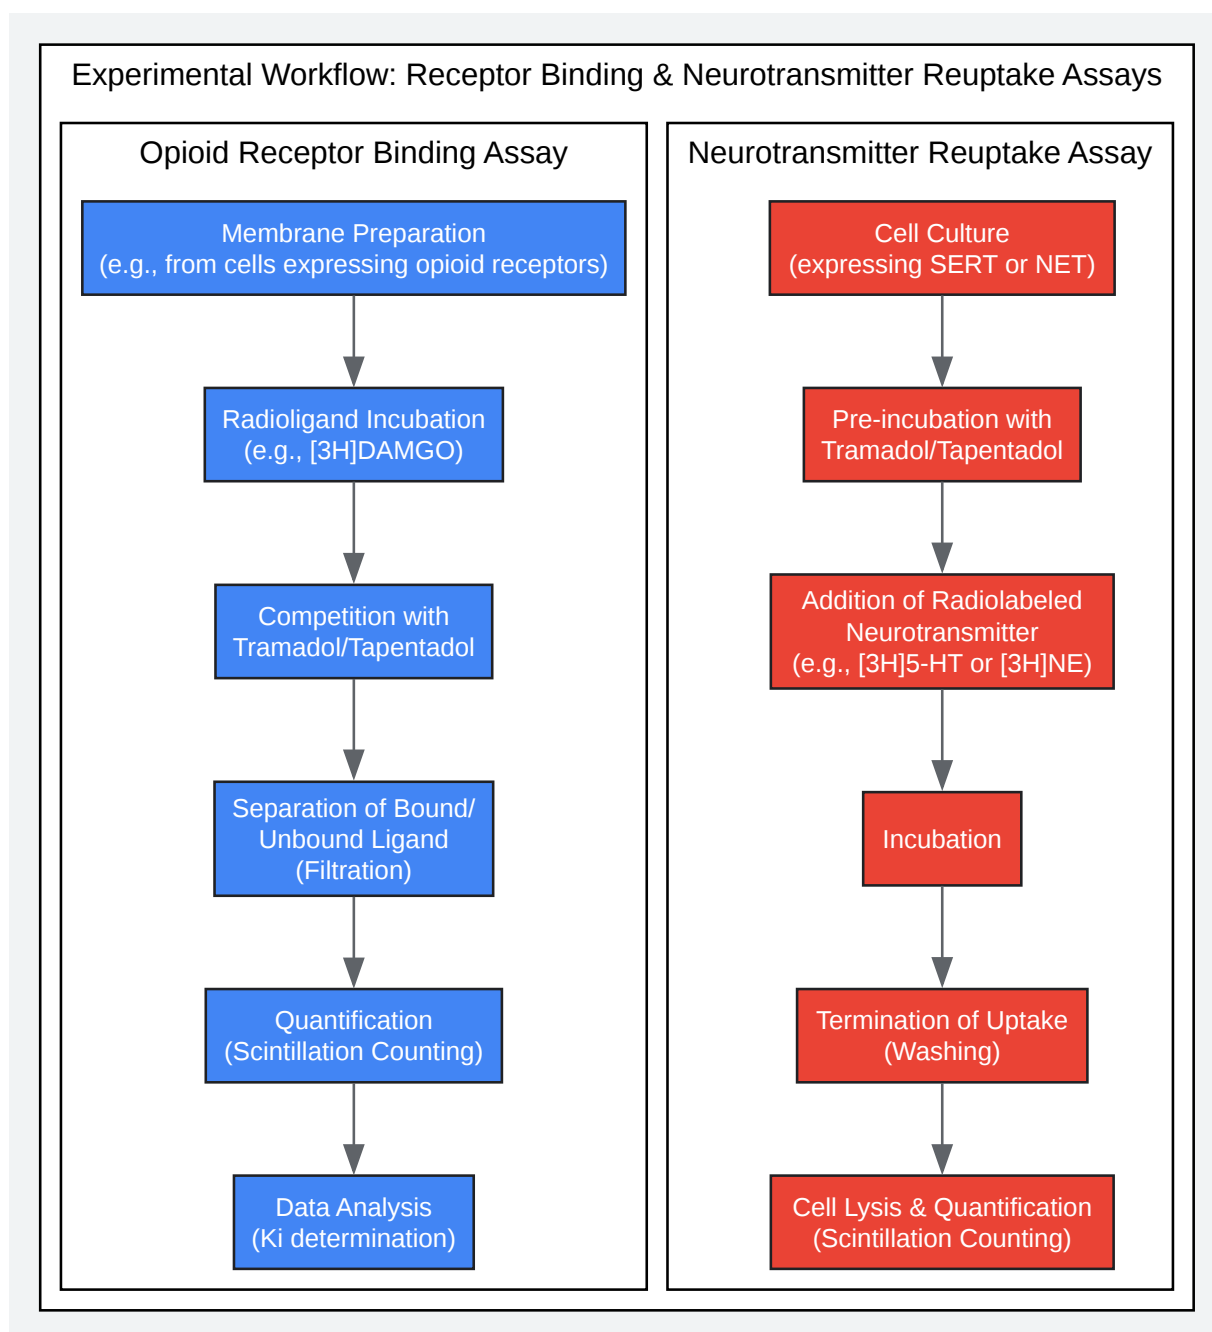 Experimental Workflow: Receptor Binding & Neurotransmitter Reuptake Assays
Opioid Receptor Binding Assay
Membrane Preparation
(e.g., from cells expressing opioid receptors)
Radioligand Incubation
(e.g., [3H]DAMGO)
Competition with
Tramadol/Tapentadol
Separation of Bound/
Unbound Ligand
(Filtration)
Quantification
(Scintillation Counting)
Data Analysis
(Ki determination)
Neurotransmitter Reuptake Assay
Cell Culture
(expressing SERT or NET)
Pre-incubation with
Tramadol/Tapentadol
Addition of Radiolabeled
Neurotransmitter
(e.g., [3H]5-HT or [3H]NE)
Incubation
Termination of Uptake
(Washing)
Cell Lysis & Quantification
(Scintillation Counting)